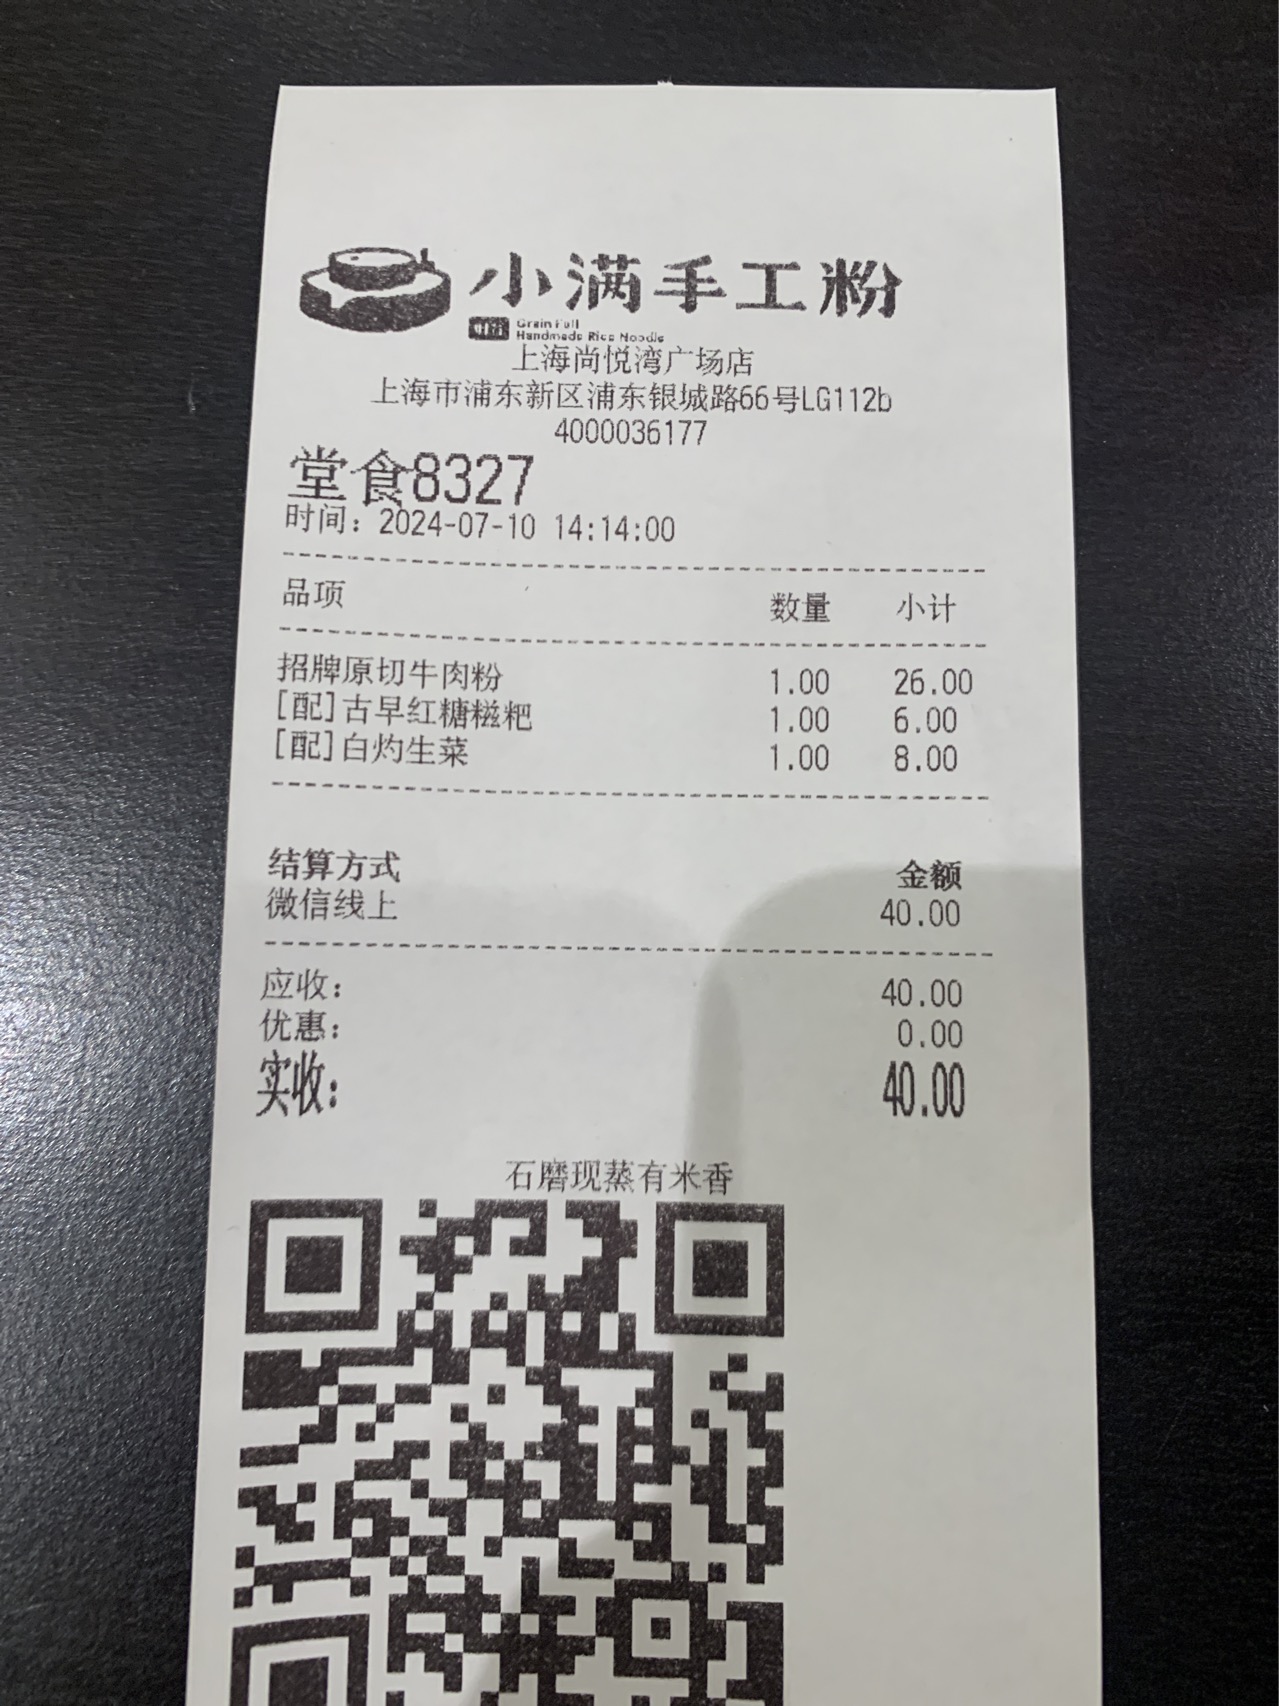 小满手工粉
Grain Full
Handmade Rice Noodle
上海尚悦湾广场店
上海市浦东新区浦东银城路66号LG112b
4000036177
堂食8327
时间：2024-07-10 14:14:00
品项 数量 小计
招牌原切牛肉粉 1.00 26.00
[配]古早红糖糍粑 1.00 6.00
[配]白灼生菜 1.00 8.00
结算方式 金额
微信线上 40.00
应收： 40.00
优惠： 0.00
实收： 40.00
石磨现蒸有米香